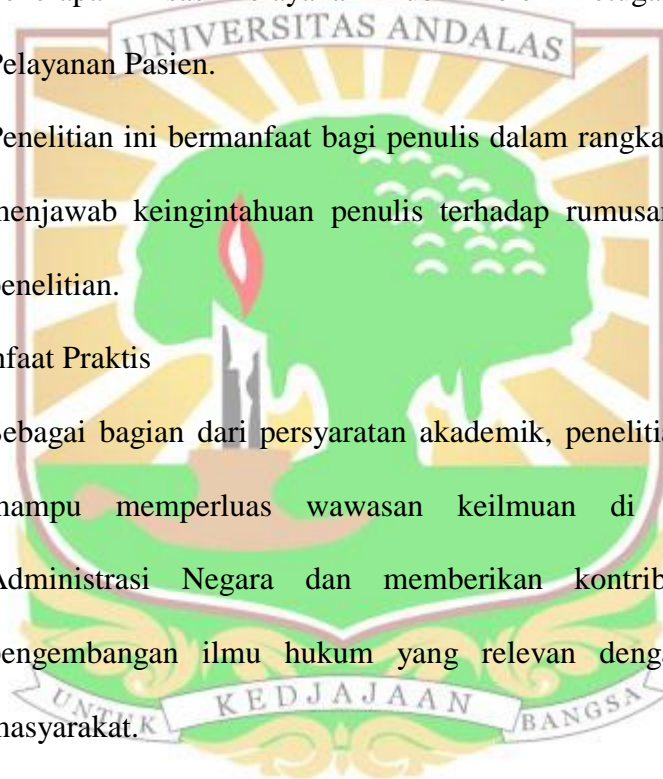 UNIVERSITAS ANDALAS
Pelayanan Pasien.
Penelitian ini bermanfaat bagi penulis dalam rangka
menjawab keingintahuan penulis terhadap rumusan
penelitian.
nfaat Praktis
Sebagai bagian dari persyaratan akademik, penelitia
mampu memperluas wawasan keilmuan di
Administrasi Negara dan memberikan kontrib
pengembangan ilmu hukum yang relevan denga
masyarakat.
UNTUK KEDJAJAAN BANGSA